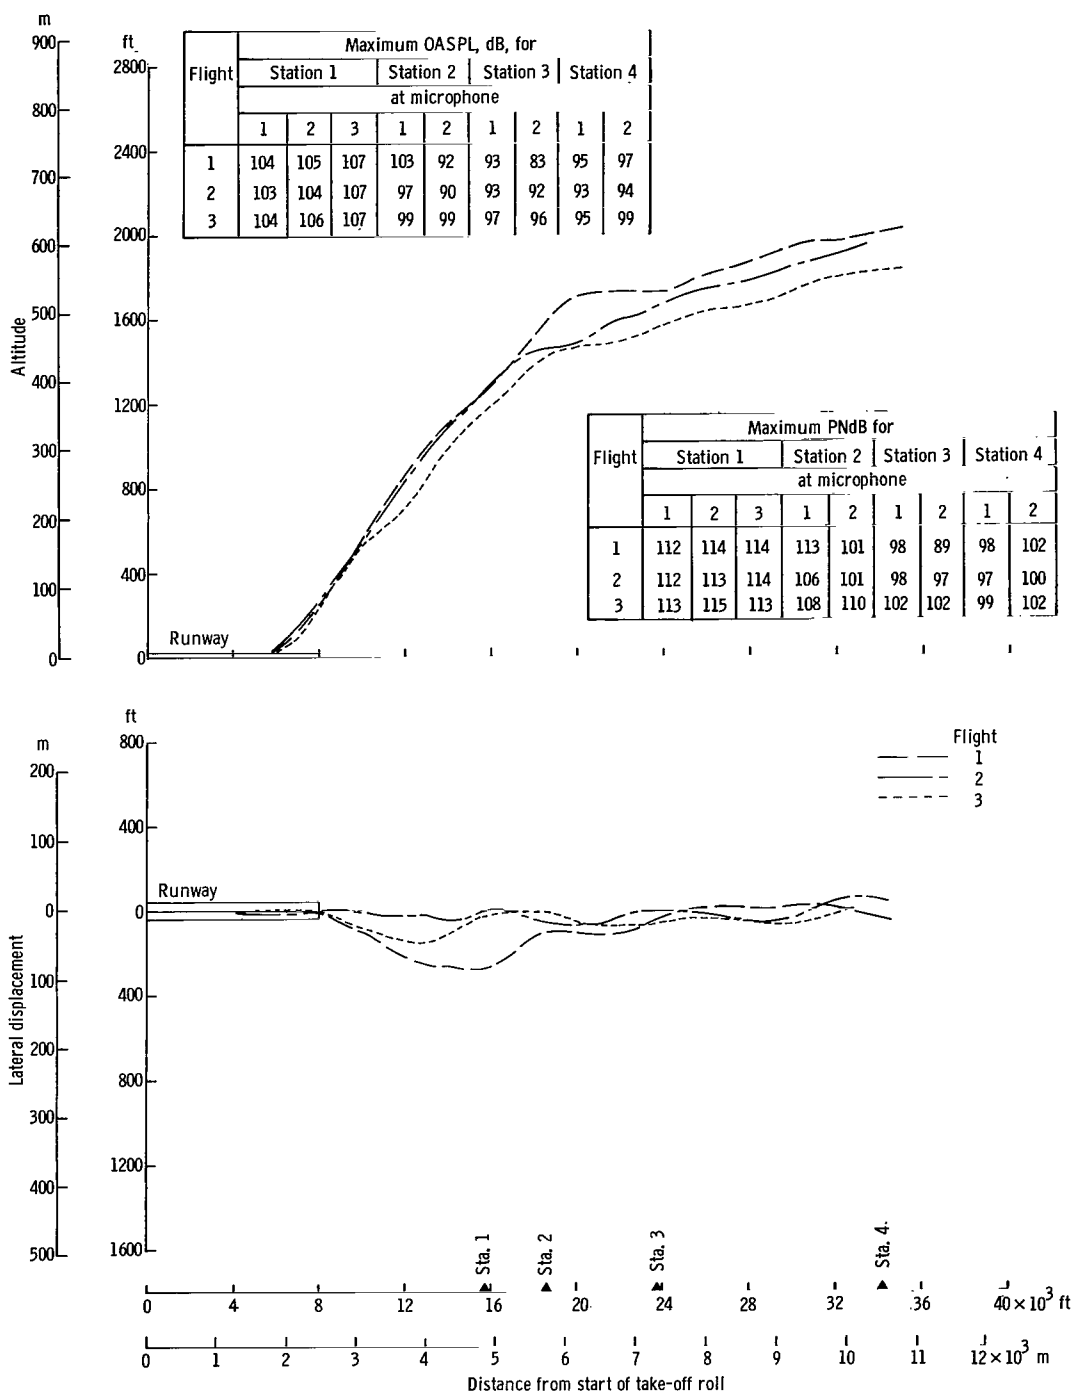 m
ft
900
800
700
600
500
400
300
200
100
0
Altitude
2800
2400
2000
1600
1200
800
400
0
Runway
Maximum OASPL, dB, for
Flight Station 1 Station 2 Station 3 Station 4
at microphone
1 2 3 1 2 1 2 1 2
1 104 105 107 103 92 93 83 95 97
2 103 104 107 97 90 93 92 93 94
3 104 106 107 99 99 97 96 95 99
Maximum PNdB for
Flight Station 1 Station 2 Station 3 Station 4
at microphone
1 2 3 1 2 1 2 1 2
1 112 114 114 113 101 98 89 98 102
2 112 113 114 106 101 98 97 97 100
3 113 115 113 108 110 102 102 99 102
ft
m
200
100
0
100
200
300
400
500
Lateral displacement
800
400
0
400
800
1200
1600
Runway
Flight
1
2
3
Sta. 1
Sta. 2
Sta. 3
Sta. 4.
0 4 8 12 16 20 24 28 32 36 40 × 10³ ft
0 1 2 3 4 5 6 7 8 9 10 11 12 × 10³ m
Distance from start of take-off roll